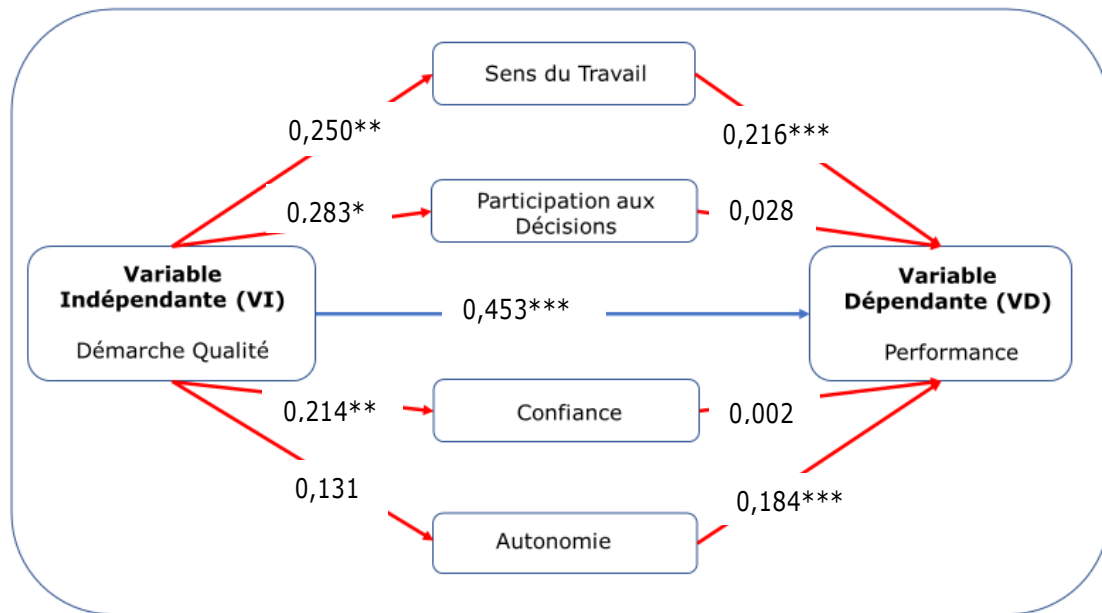 Sens du Travail
0,250**
0,216***
Participation aux
Décisions
0,283*
0,028
Variable
Indépendante (VI)
Démarche Qualité
0,453***
Variable
Dépendante (VD)
Performance
0,214**
Confiance
0,002
0,131
0,184***
Autonomie